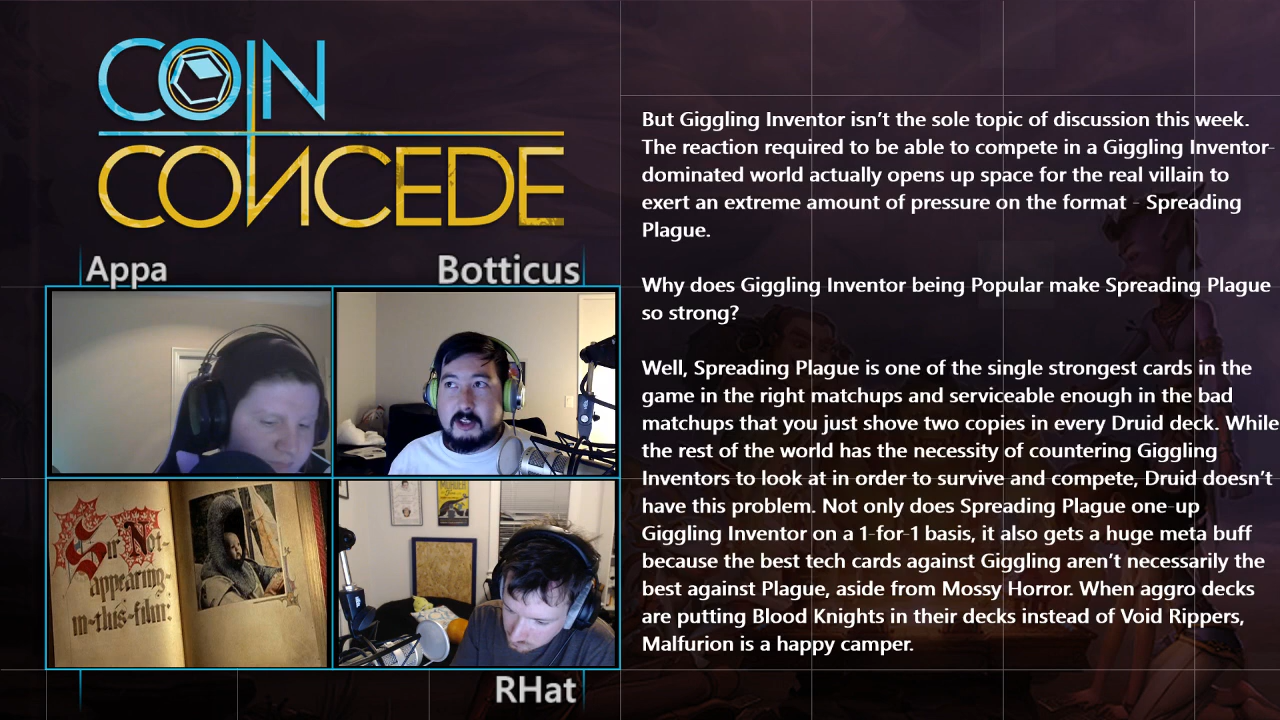 COIN
CONCEDE
Appa
Botticus
Sir Not-
appearing-
in-this-film:
RHat
But Giggling Inventor isn't the sole topic of discussion this week.
The reaction required to be able to compete in a Giggling Inventor-
dominated world actually opens up space for the real villain to
exert an extreme amount of pressure on the format - Spreading
Plague.
Why does Giggling Inventor being Popular make Spreading Plague
so strong?
Well, Spreading Plague is one of the single strongest cards in the
game in the right matchups and serviceable enough in the bad
matchups that you just shove two copies in every Druid deck. While
the rest of the world has the necessity of countering Giggling
Inventors to look at in order to survive and compete, Druid doesn't
have this problem. Not only does Spreading Plague one-up
Giggling Inventor on a 1-for-1 basis, it also gets a huge meta buff
because the best tech cards against Giggling aren't necessarily the
best against Plague, aside from Mossy Horror. When aggro decks
are putting Blood Knights in their decks instead of Void Rippers,
Malfurion is a happy camper.